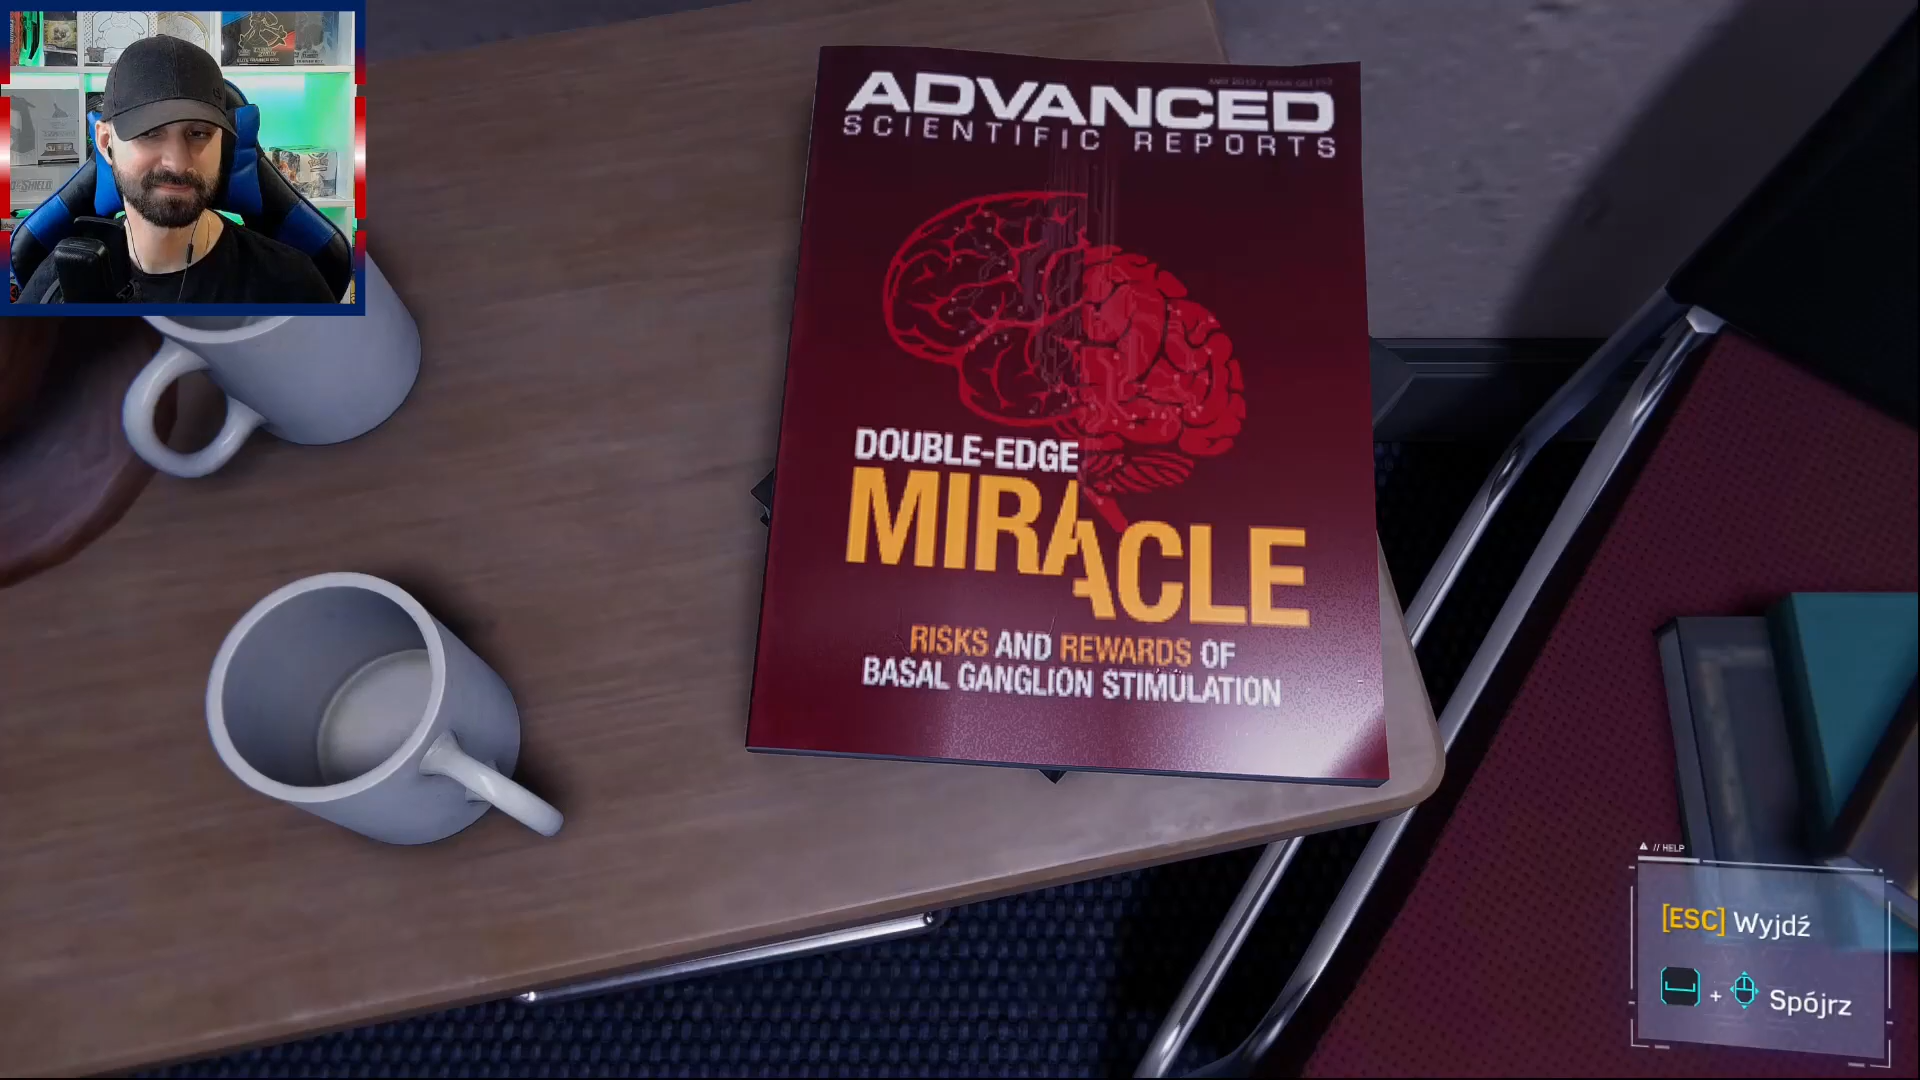 ADVANCED
SCIENTIFIC REPORTS
DOUBLE-EDGE
MIRACLE
RISKS AND REWARDS OF
BASAL GANGLION STIMULATION
// HELP
[ESC] Wyjdź
+ Spójrz